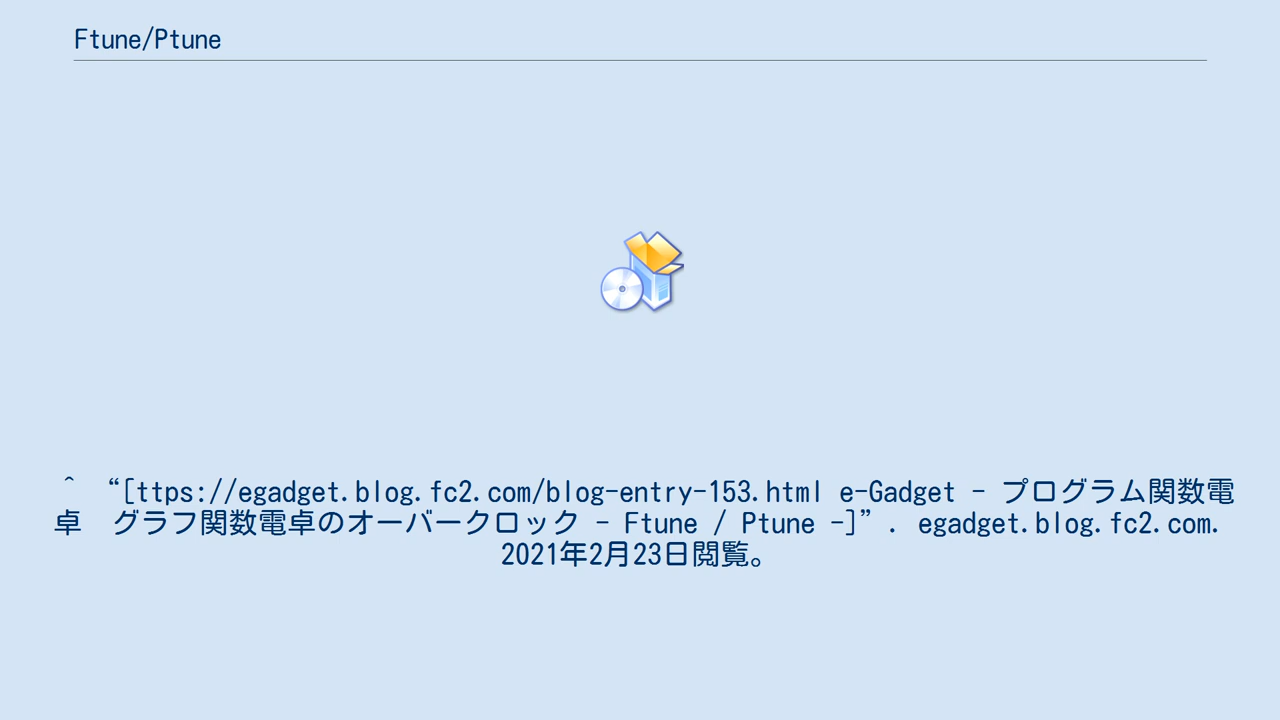 Ftune/Ptune
^ “[ttps://egadget.blog.fc2.com/blog-entry-153.html e-Gadget - プログラム関数電
卓　グラフ関数電卓のオーバークロック - Ftune / Ptune -]”. egadget.blog.fc2.com.
2021年2月23日閲覧。